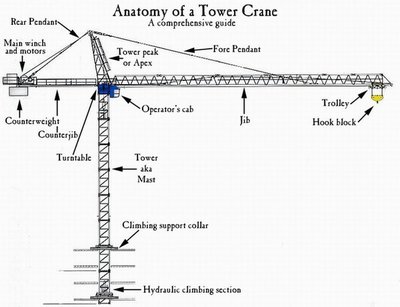 Anatomy of a Tower Crane
A comprehensive guide
Rear Pendant
Main winch
and motors
Tower peak
or Apex
Fore Pendant
Counterweight
Counterjib
Operator's cab
Jib
Trolley
Hook block
Turntable
Tower
aka
Mast
Climbing support collar
Hydraulic climbing section